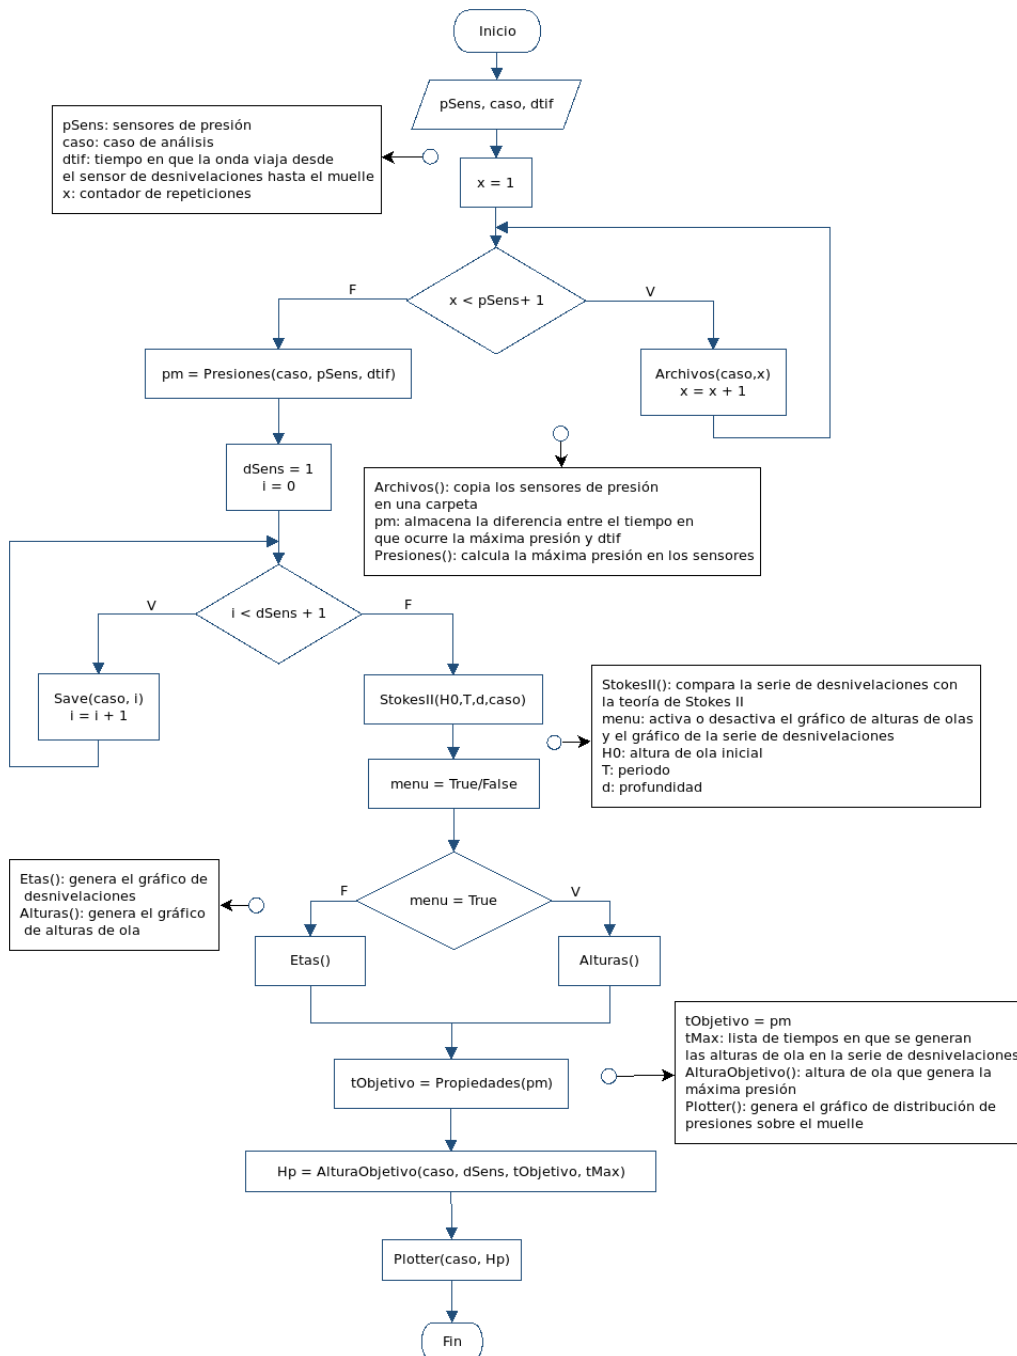 Inicio
pSens, caso, dtif
pSens: sensores de presión
caso: caso de análisis
dtif: tiempo en que la onda viaja desde
el sensor de desnivelaciones hasta el muelle
x: contador de repeticiones
x = 1
x < pSens+ 1
F
V
pm = Presiones(caso, pSens, dtif)
Archivos(caso,x)
x = x + 1
dSens = 1
i = 0
Archivos(): copia los sensores de presión
en una carpeta
pm: almacena la diferencia entre el tiempo en
que ocurre la máxima presión y dtif
Presiones(): calcula la máxima presión en los sensores
i < dSens + 1
V
F
Save(caso, i)
i = i + 1
StokesII(H0,T,d,caso)
StokesII(): compara la serie de desnivelaciones con
la teoría de Stokes II
menu: activa o desactiva el gráfico de alturas de olas
y el gráfico de la serie de desnivelaciones
H0: altura de ola inicial
T: periodo
d: profundidad
menu = True/False
menu = True
F
V
Etas(): genera el gráfico de
desnivelaciones
Alturas(): genera el gráfico
de alturas de ola
Etas()
Alturas()
tObjetivo = Propiedades(pm)
tObjetivo = pm
tMax: lista de tiempos en que se generan
las alturas de ola en la serie de desnivelaciones
AlturaObjetivo(): altura de ola que genera la
máxima presión
Plotter(): genera el gráfico de distribución de
presiones sobre el muelle
Hp = AlturaObjetivo(caso, dSens, tObjetivo, tMax)
Plotter(caso, Hp)
Fin